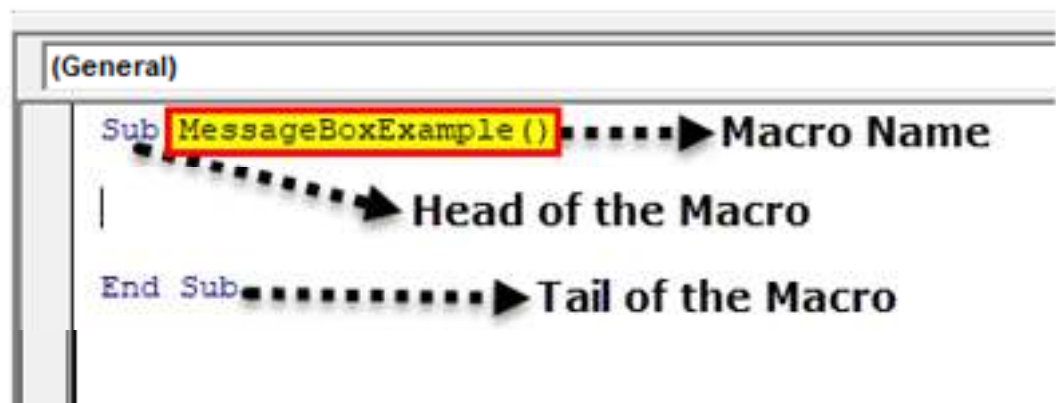 (General)
Sub MessageBoxExample() Macro Name
Head of the Macro
End Sub Tail of the Macro